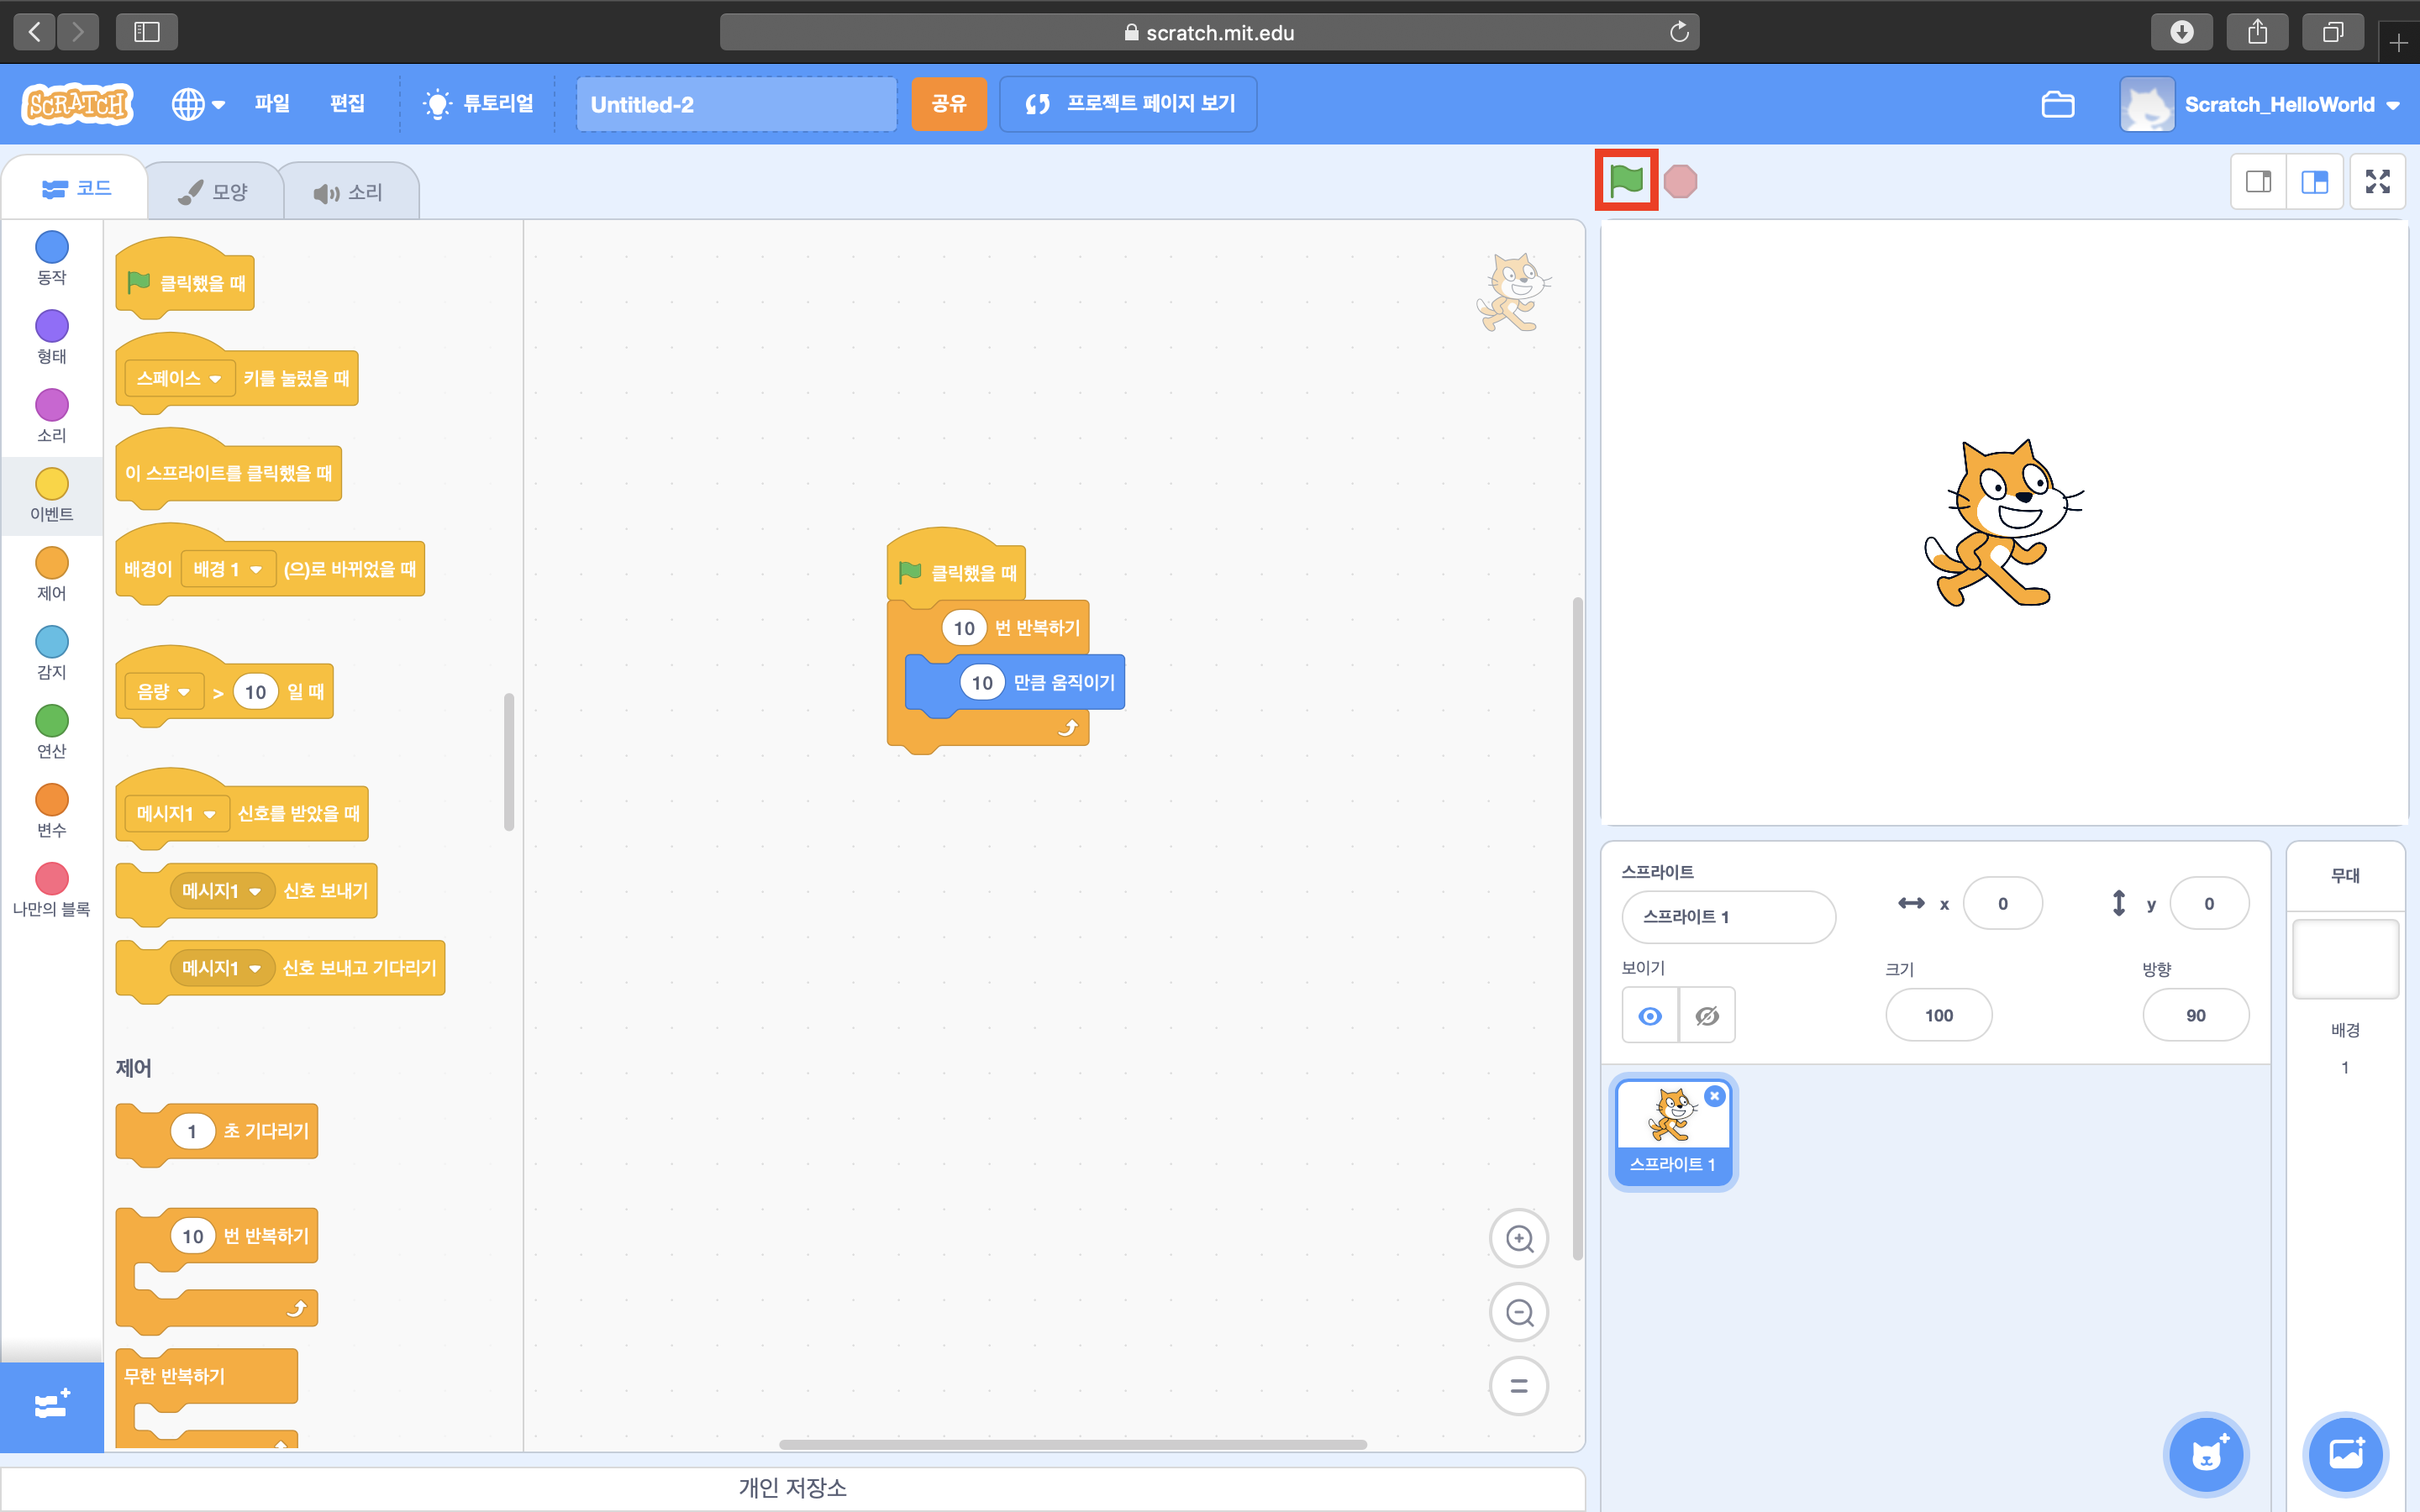 scratch.mit.edu
SCRATCH
파일
편집
튜토리얼
Untitled-2
공유
프로젝트 페이지 보기
Scratch_HelloWorld
코드
모양
소리
동작
형태
소리
이벤트
제어
감지
연산
변수
나만의 블록
클릭했을 때
스페이스 키를 눌렀을 때
이 스프라이트를 클릭했을 때
배경이 배경 1 (으)로 바뀌었을 때
음량 > 10 일 때
메시지1 신호를 받았을 때
메시지1 신호 보내기
메시지1 신호 보내고 기다리기
제어
1 초 기다리기
10 번 반복하기
무한 반복하기
클릭했을 때
10 번 반복하기
10 만큼 움직이기
개인 저장소
스프라이트
스프라이트 1
x 0
y 0
보이기
크기
100
방향
90
스프라이트 1
무대
배경
1